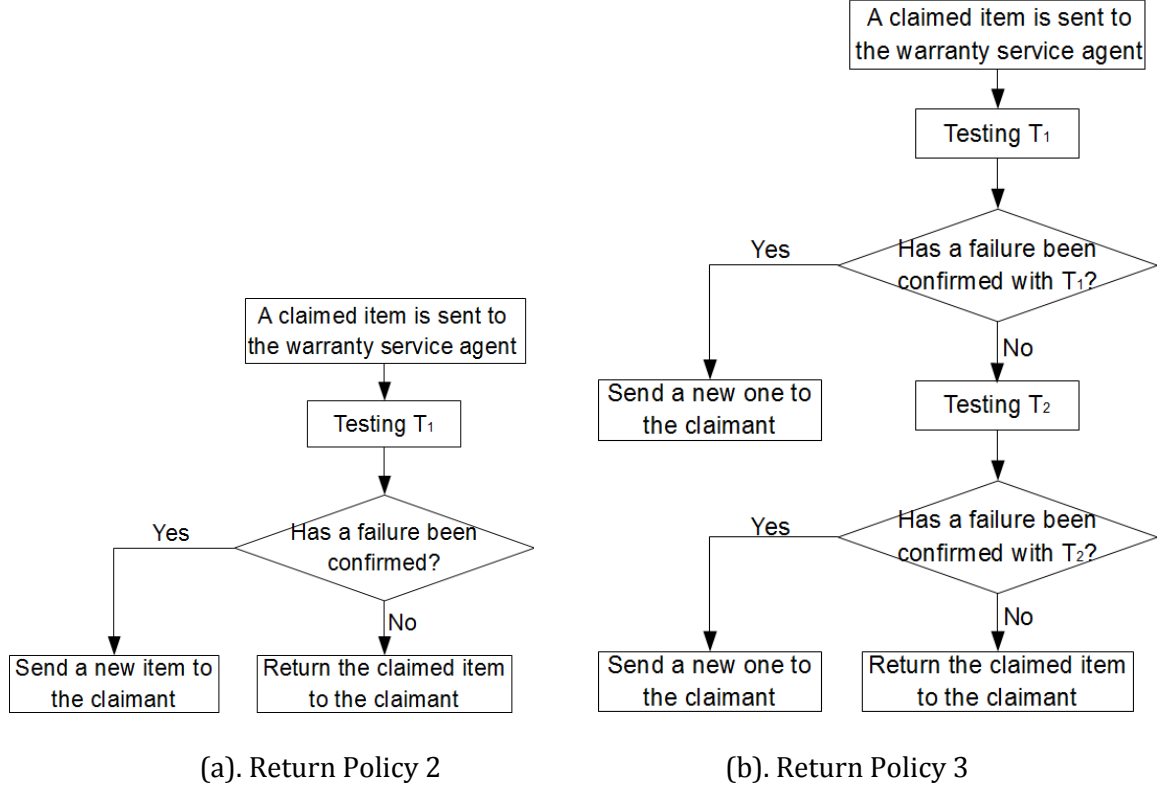 A claimed item is sent to
the warranty service agent
Testing T1
Has a failure been
confirmed?
Yes
No
Send a new item to
the claimant
Return the claimed item
to the claimant
(a). Return Policy 2
A claimed item is sent to
the warranty service agent
Testing T1
Has a failure been
confirmed with T1?
Yes
No
Send a new one to
the claimant
Testing T2
Has a failure been
confirmed with T2?
Yes
No
Send a new one to
the claimant
Return the claimed item
to the claimant
(b). Return Policy 3